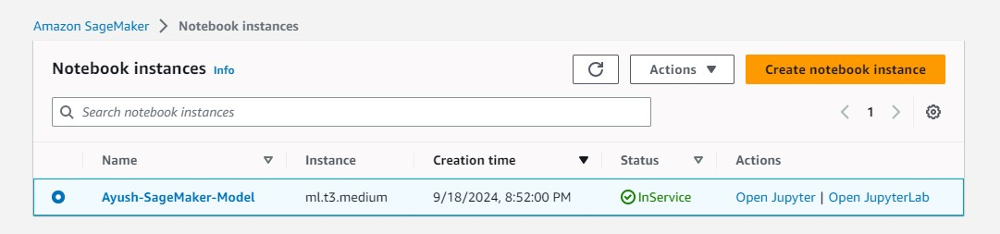 Amazon SageMaker > Notebook instances
Notebook instances Info Actions Create notebook instance
Search notebook instances 1
Name Instance Creation time Status Actions
Ayush-SageMaker-Model ml.t3.medium 9/18/2024, 8:52:00 PM InService Open Jupyter | Open JupyterLab